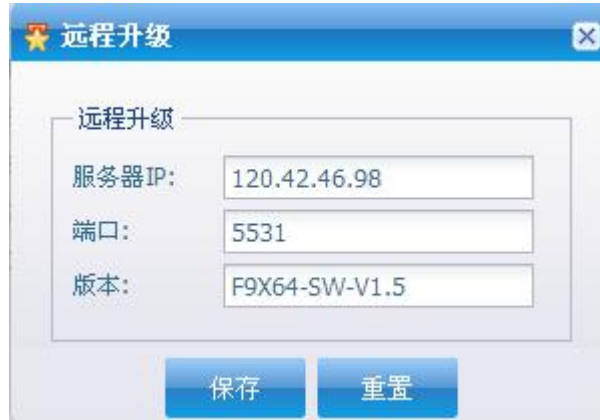 远程升级
远程升级
服务器IP: 120.42.46.98
端口: 5531
版本: F9X64-SW-V1.5
保存 重置